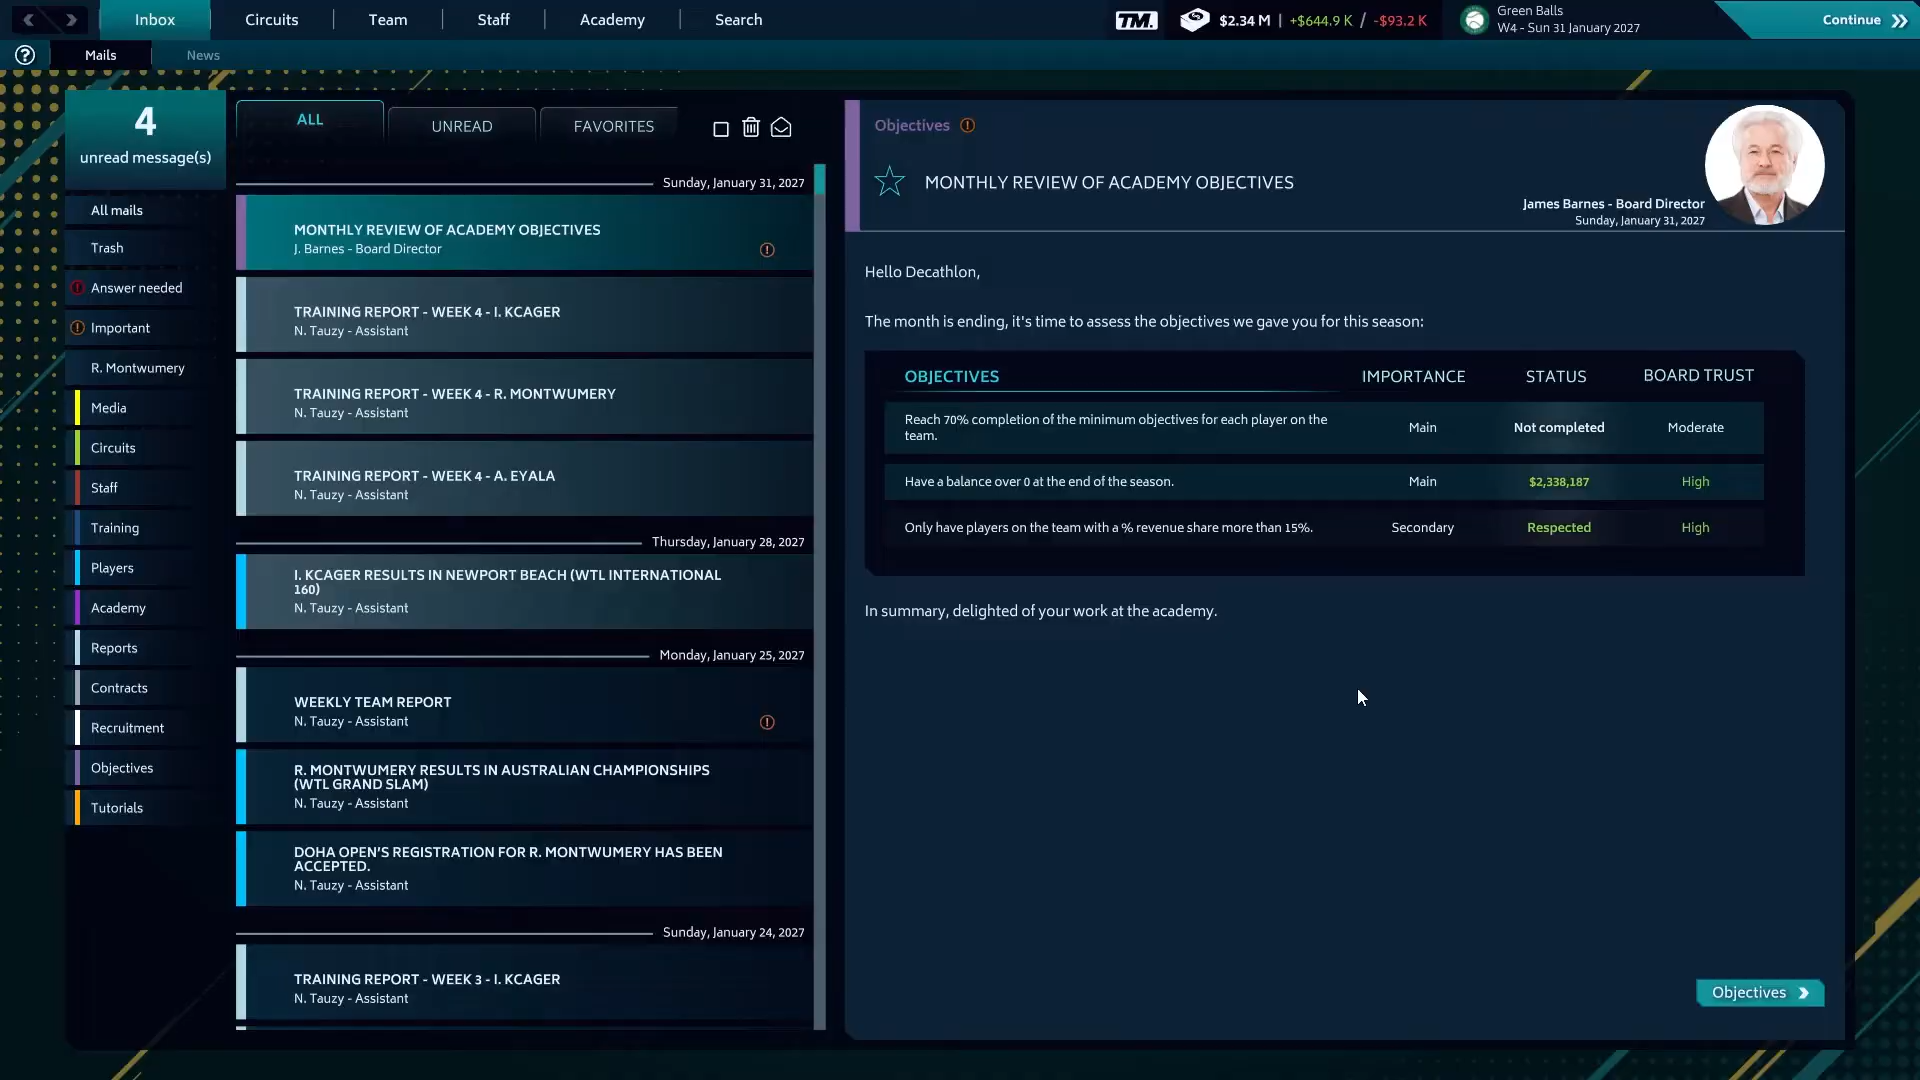 Inbox
Circuits
Team
Staff
Academy
Search
TM.
$2.34 M | +$644.9 K / -$93.2 K
Green Balls
W4 - Sun 31 January 2027
Continue
Mails
News
4
unread message(s)
All mails
Trash
Answer needed
Important
R. Montwumery
Media
Circuits
Staff
Training
Players
Academy
Reports
Contracts
Recruitment
Objectives
Tutorials
ALL
UNREAD
FAVORITES
Sunday, January 31, 2027
MONTHLY REVIEW OF ACADEMY OBJECTIVES
J. Barnes - Board Director
TRAINING REPORT - WEEK 4 - I. KCAGER
N. Tauzy - Assistant
TRAINING REPORT - WEEK 4 - R. MONTWUMERY
N. Tauzy - Assistant
TRAINING REPORT - WEEK 4 - A. EYALA
N. Tauzy - Assistant
Thursday, January 28, 2027
I. KCAGER RESULTS IN NEWPORT BEACH (WTL INTERNATIONAL
160)
N. Tauzy - Assistant
Monday, January 25, 2027
WEEKLY TEAM REPORT
N. Tauzy - Assistant
R. MONTWUMERY RESULTS IN AUSTRALIAN CHAMPIONSHIPS
(WTL GRAND SLAM)
N. Tauzy - Assistant
DOHA OPEN'S REGISTRATION FOR R. MONTWUMERY HAS BEEN
ACCEPTED.
N. Tauzy - Assistant
Sunday, January 24, 2027
TRAINING REPORT - WEEK 3 - I. KCAGER
N. Tauzy - Assistant
Objectives
MONTHLY REVIEW OF ACADEMY OBJECTIVES
James Barnes - Board Director
Sunday, January 31, 2027
Hello Decathlon,
The month is ending, it's time to assess the objectives we gave you for this season:
OBJECTIVES IMPORTANCE STATUS BOARD TRUST
Reach 70% completion of the minimum objectives for each player on the
team.
Main Not completed Moderate
Have a balance over 0 at the end of the season. Main $2,338,187 High
Only have players on the team with a % revenue share more than 15%. Secondary Respected High
In summary, delighted of your work at the academy.
Objectives